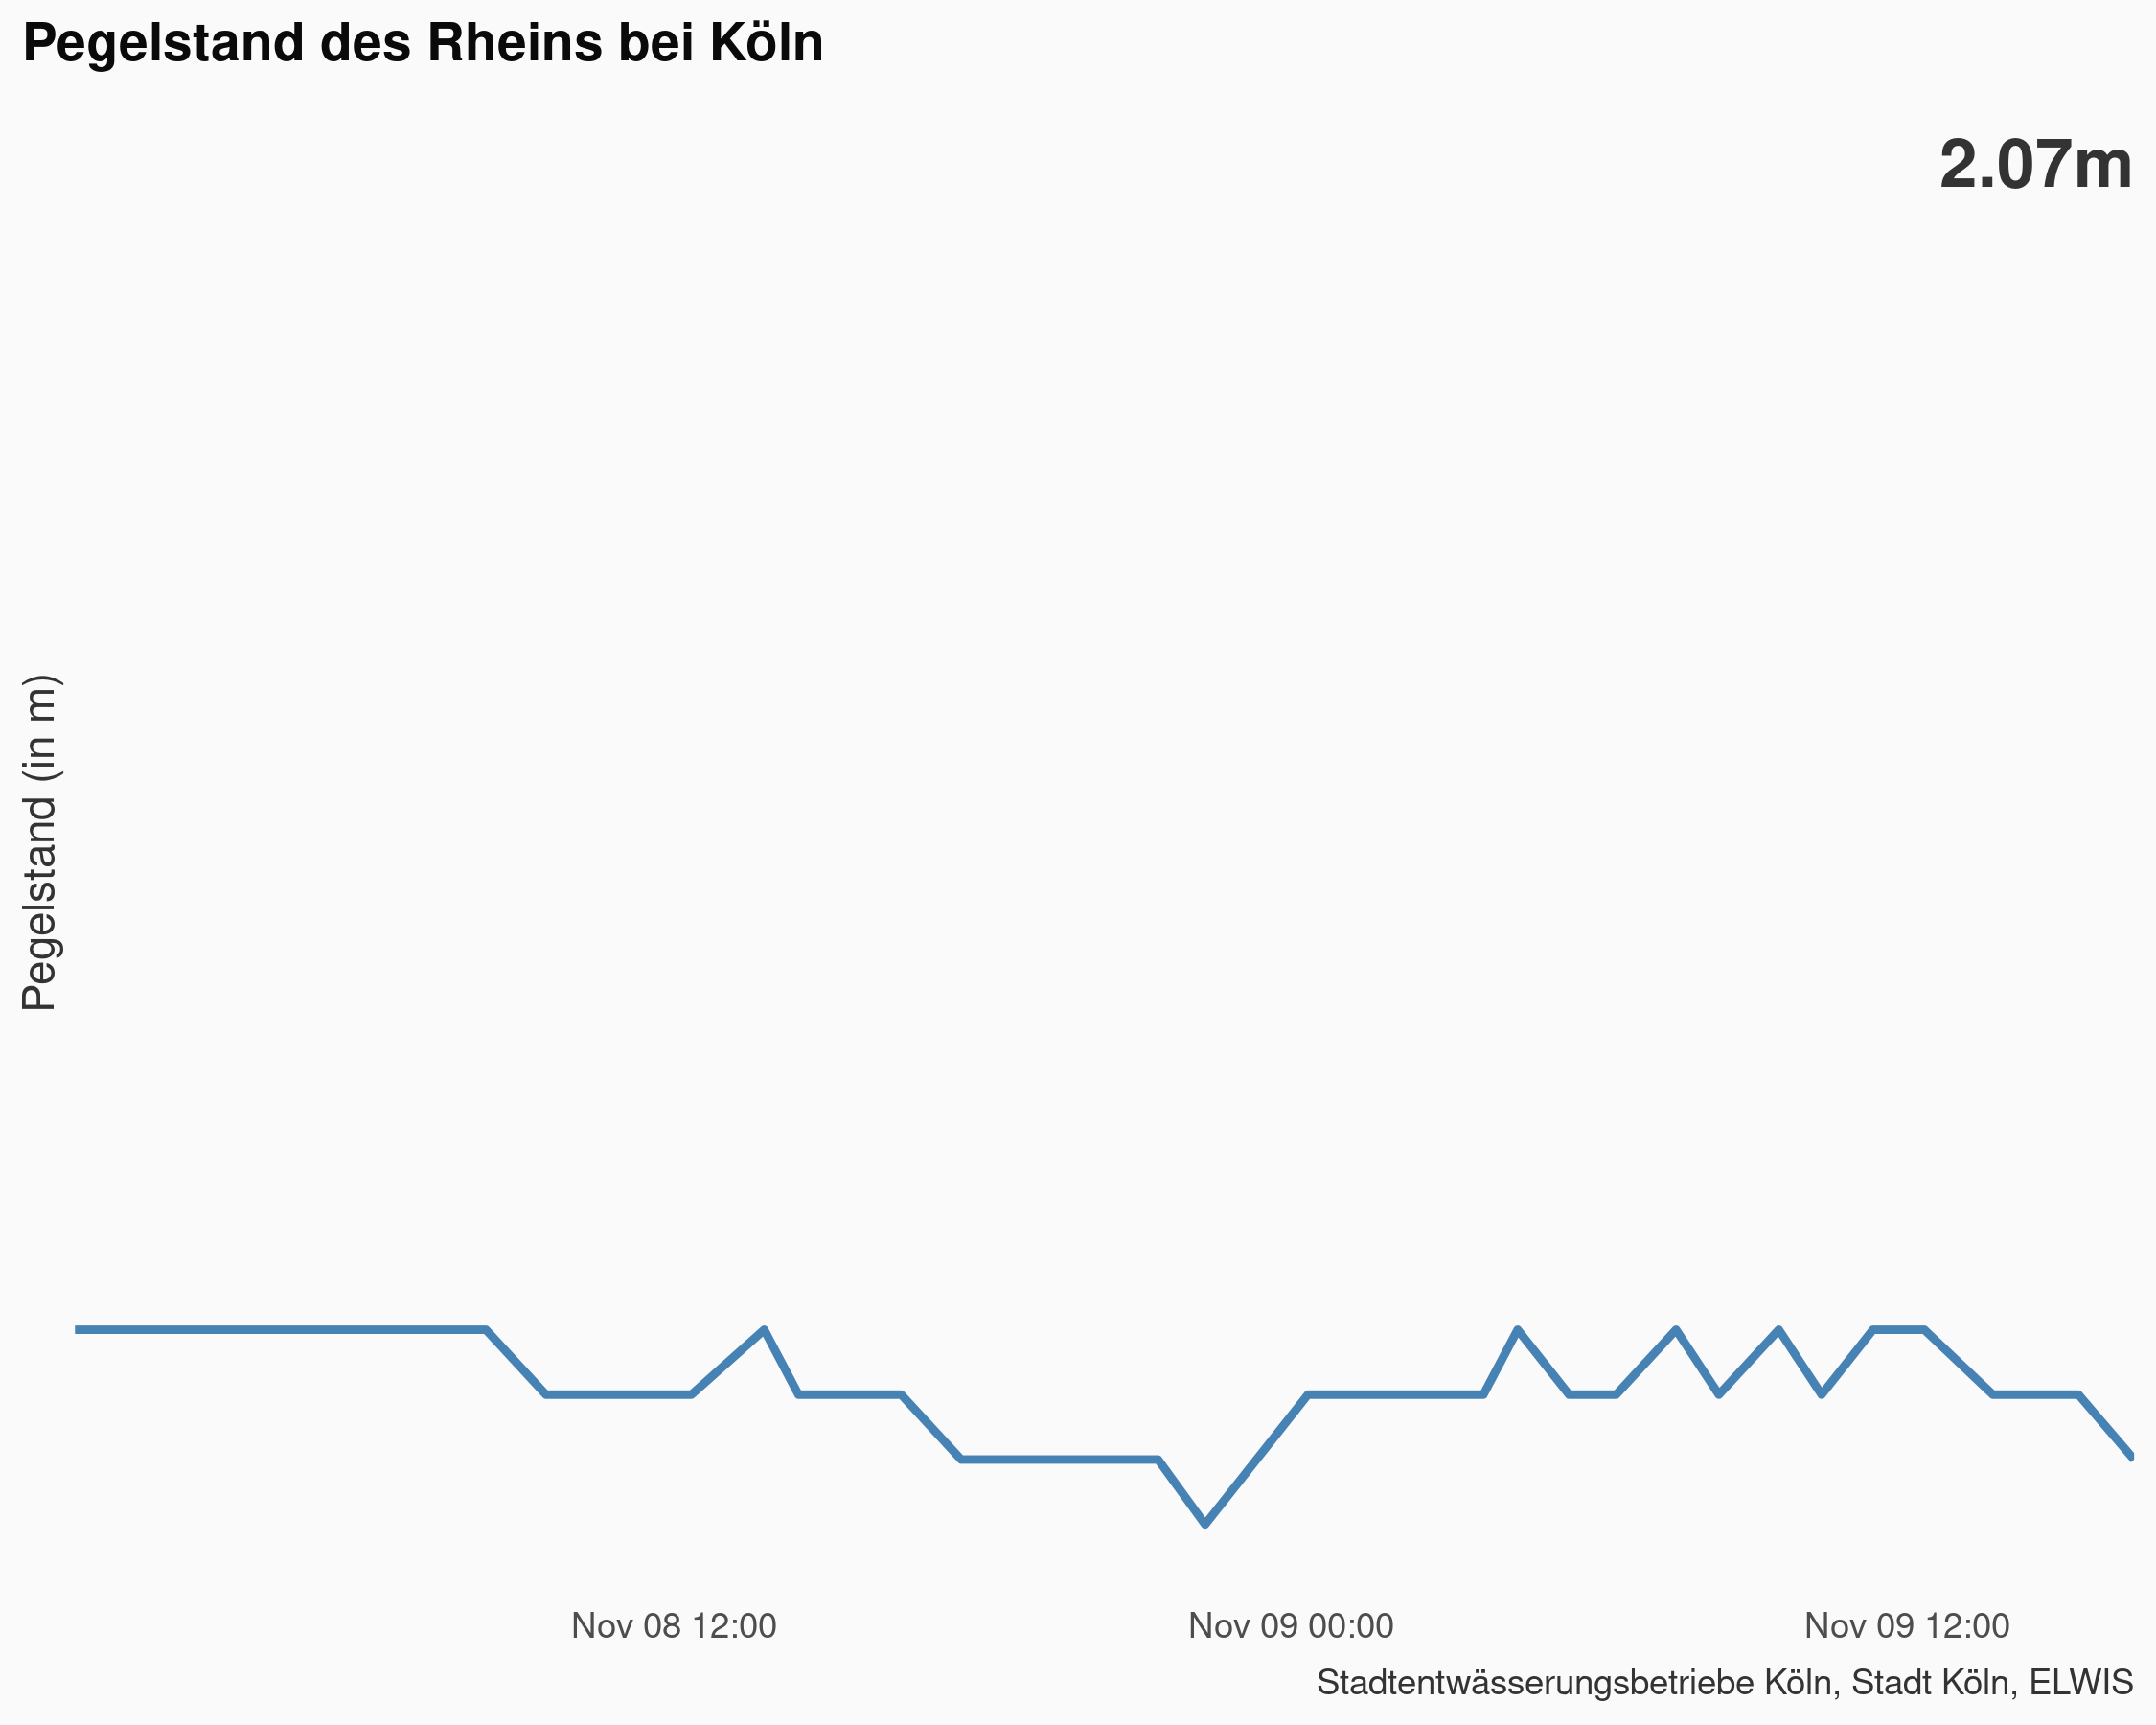 Pegelstand des Rheins bei Köln
2.07m
Pegelstand (in m)
Nov 08 12:00
Nov 09 00:00
Nov 09 12:00
Stadtentwässerungsbetriebe Köln, Stadt Köln, ELWIS